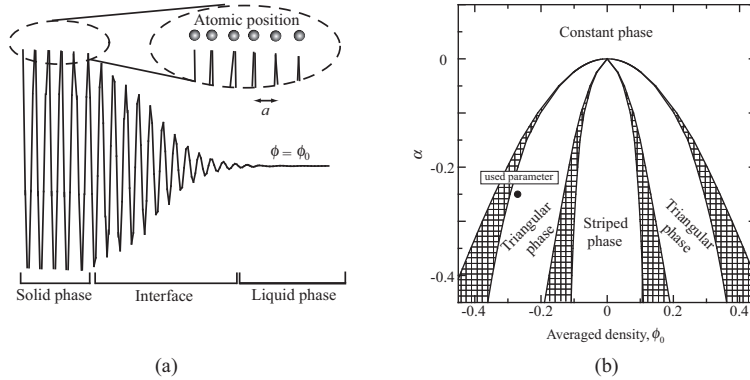 Atomic position
a
ϕ = ϕ0
Solid phase
Interface
Liquid phase
(a)
Constant phase
0
-0.2
-0.4
α
used parameter
Triangular phase
Striped phase
Triangular phase
-0.4
-0.2
0
0.2
0.4
Averaged density, ϕ0
(b)